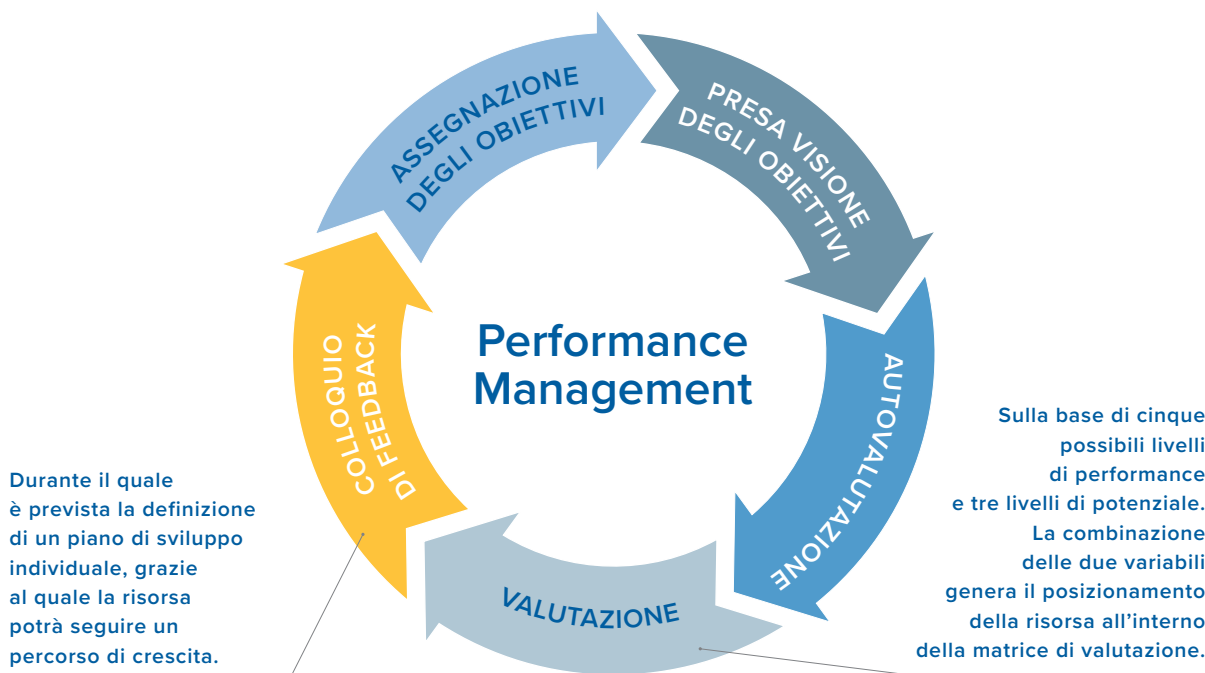 ASSEGNAZIONE
DEGLI OBIETTIVI
PRESA VISIONE
DEGLI OBIETTIVI
AUTOVALUTAZIONE
VALUTAZIONE
COLLOQUIO
DI FEEDBACK
Performance
Management
Sulla base di cinque
possibili livelli
di performance
e tre livelli di potenziale.
La combinazione
delle due variabili
genera il posizionamento
della risorsa all’interno
della matrice di valutazione.
Durante il quale
è prevista la definizione
di un piano di sviluppo
individuale, grazie
al quale la risorsa
potrà seguire un
percorso di crescita.